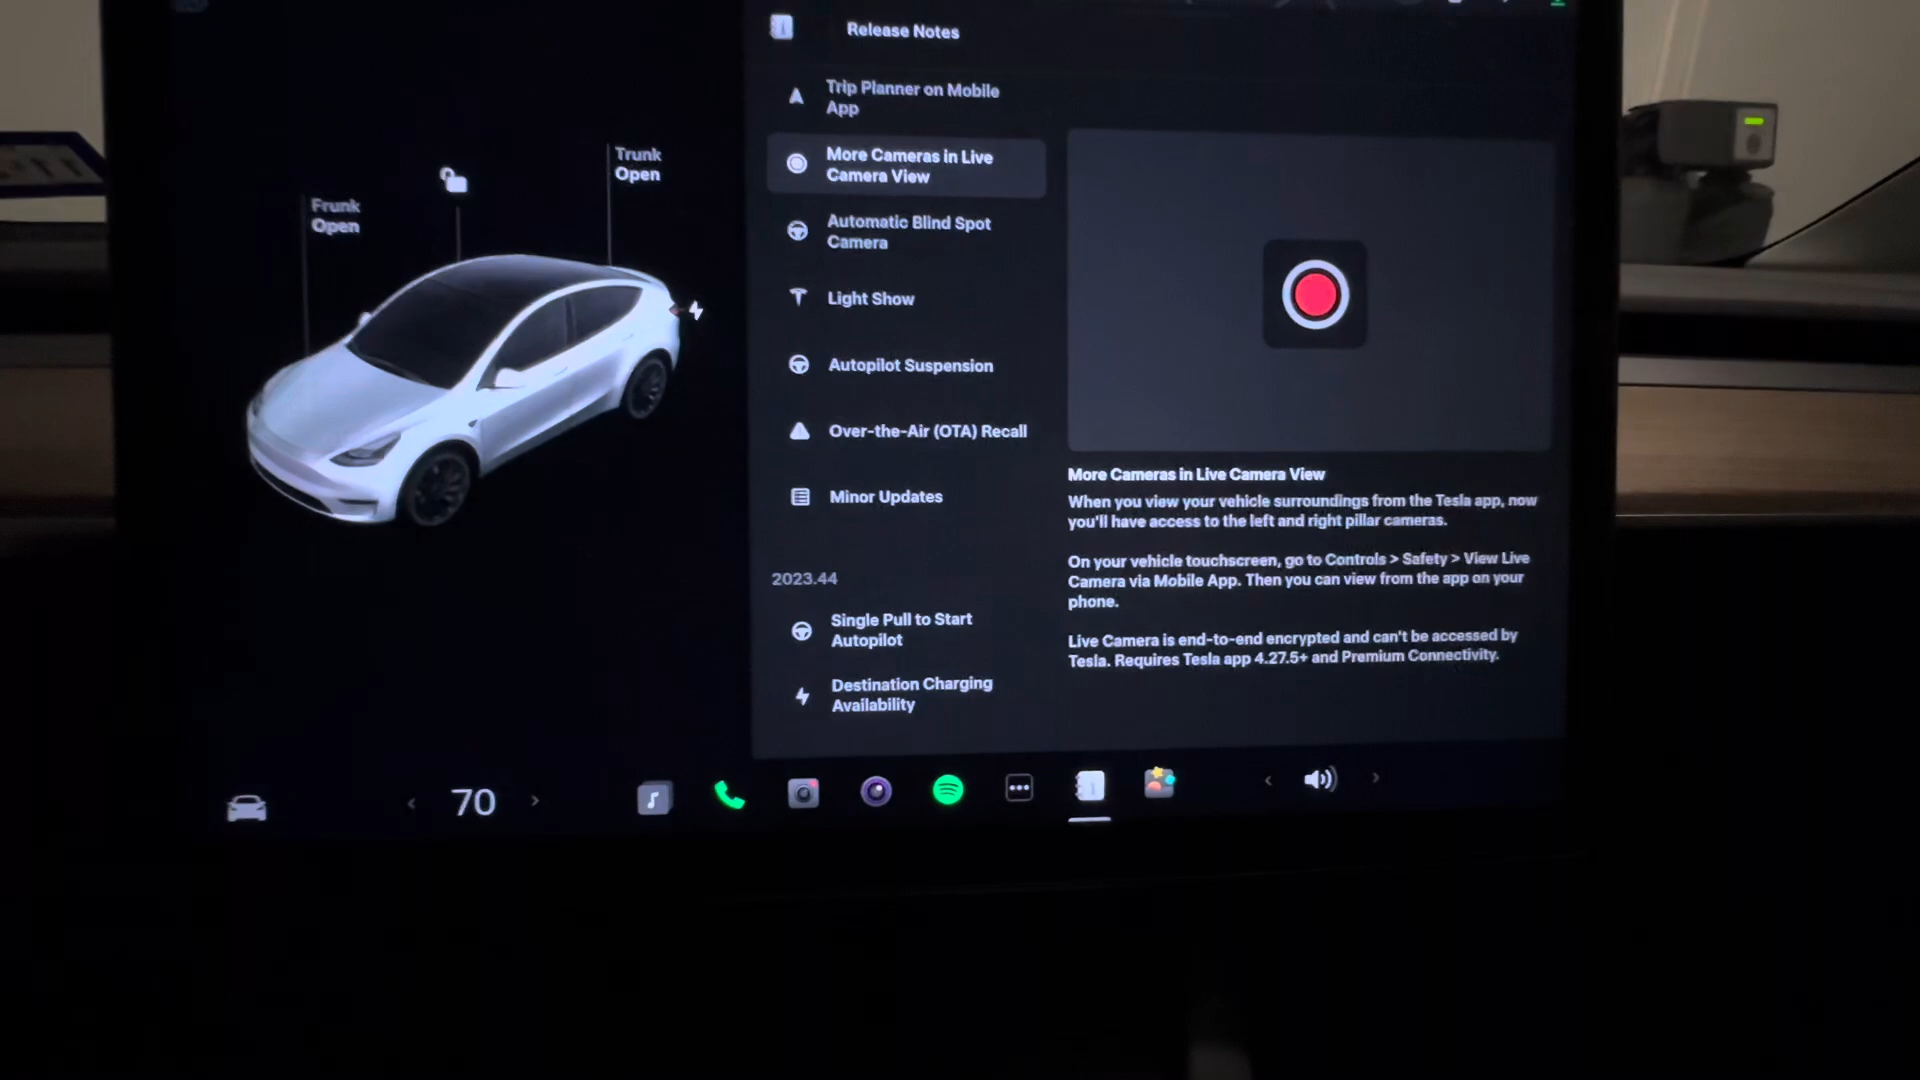 Release Notes
Trip Planner on Mobile
App
More Cameras in Live
Camera View
Automatic Blind Spot
Camera
Light Show
Autopilot Suspension
Over-the-Air (OTA) Recall
Minor Updates
2023.44
Single Pull to Start
Autopilot
Destination Charging
Availability
Frunk
Open
Trunk
Open
More Cameras in Live Camera View
When you view your vehicle surroundings from the Tesla app, now
you'll have access to the left and right pillar cameras.
On your vehicle touchscreen, go to Controls > Safety > View Live
Camera via Mobile App. Then you can view from the app on your
phone.
Live Camera is end-to-end encrypted and can't be accessed by
Tesla. Requires Tesla app 4.27.5+ and Premium Connectivity.
70